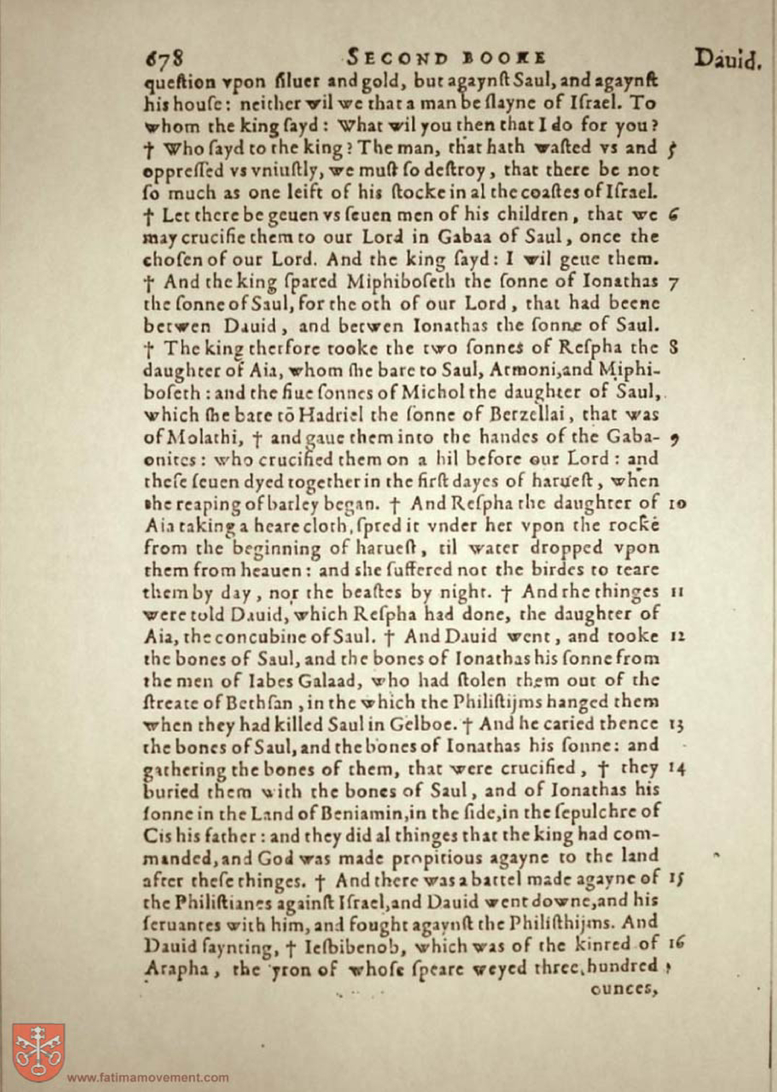 678 SECOND BOOKE Dauid.
queſtion vpon ſiluer and gold, but agaynſt Saul, and agaynſt
his houſe: neither wil we that a man be ſlayne of Iſrael. To
whom the king ſayd: What wil you then that I do for you?
† Who ſayd to the king? The man, that hath waſted vs and 5
oppreſſed vs vniuſtly, we muſt ſo deſtroy, that there be not
ſo much as one leift of his ſtocke in al the coaſtes of Iſrael.
† Let there be geuen vs ſeuen men of his children, that we 6
may crucifie them to our Lord in Gabaa of Saul, once the
choſen of our Lord. And the king ſayd: I wil geue them.
† And the king ſpared Miphiboſeth the ſonne of Ionathas 7
the ſonne of Saul, for the oth of our Lord, that had beene
betwen Dauid, and betwen Ionathas the ſonne of Saul.
† The king therfore tooke the two ſonnes of Reſpha the 8
daughter of Aia, whom ſhe bare to Saul, Armoni, and Miphi-
boſeth: and the fiue ſonnes of Michol the daughter of Saul,
which ſhe bare tō Hadriel the ſonne of Berzellai, that was
of Molathi, † and gaue them into the handes of the Gaba- 9
onites: who crucified them on a hil before our Lord: and
theſe ſeuen dyed together in the firſt dayes of harueſt, when
the reaping of barley began. † And Reſpha the daughter of 10
Aia taking a heare cloth, ſpred it vnder her vpon the rocke
from the beginning of harueſt, til water dropped vpon
them from heauen: and she ſuffered not the birdes to teare
them by day, nor the beaſtes by night. † And the thinges 11
were told Dauid, which Reſpha had done, the daughter of
Aia, the concubine of Saul. † And Dauid went, and tooke 12
the bones of Saul, and the bones of Ionathas his ſonne from
the men of Iabes Galaad, who had ſtolen them out of the
ſtreate of Bethſan, in the which the Philiſtijms hanged them
when they had killed Saul in Gelboe. † And he caried thence 13
the bones of Saul, and the bones of Ionathas his ſonne: and
gathering the bones of them, that were crucified, † they 14
buried them with the bones of Saul, and of Ionathas his
ſonne in the Land of Beniamin, in the ſide, in the ſepulchre of
Cis his father: and they did al thinges that the king had com-
manded, and God was made propitious agayne to the land
after theſe thinges. † And there was a battel made agayne of 15
the Philiſtianes againſt Iſrael, and Dauid went downe, and his
ſeruantes with him, and fought agaynſt the Philiſthijms. And
Dauid faynting, † Ieſbibenob, which was of the kinred of 16
Arapha, the yron of whoſe ſpeare weyed three hundred
ounces,
www.fatimamovement.com